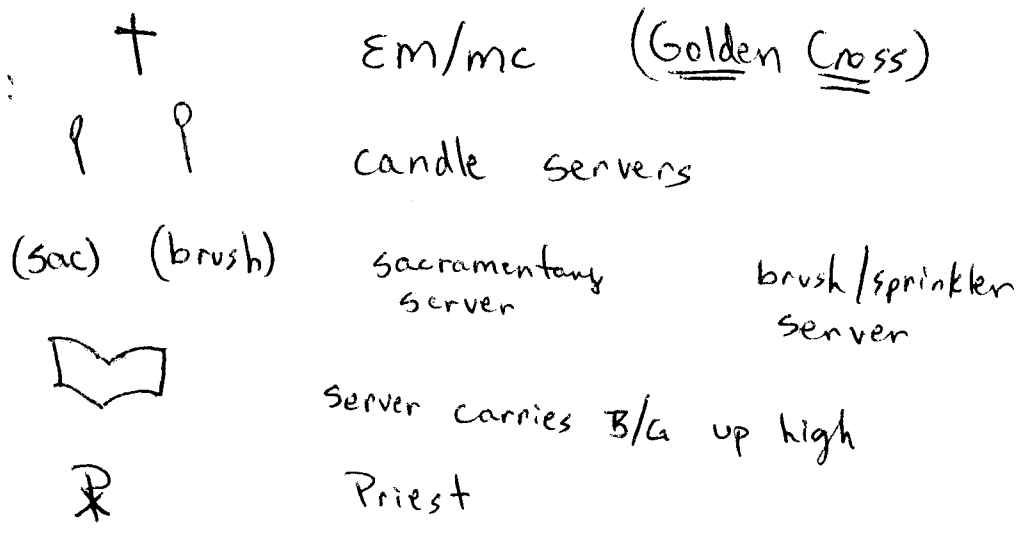 Em/mc (Golden Cross)
candle servers
(sac) (brush) sacramentary server brush/sprinkler server
server carries B/G up high
Priest